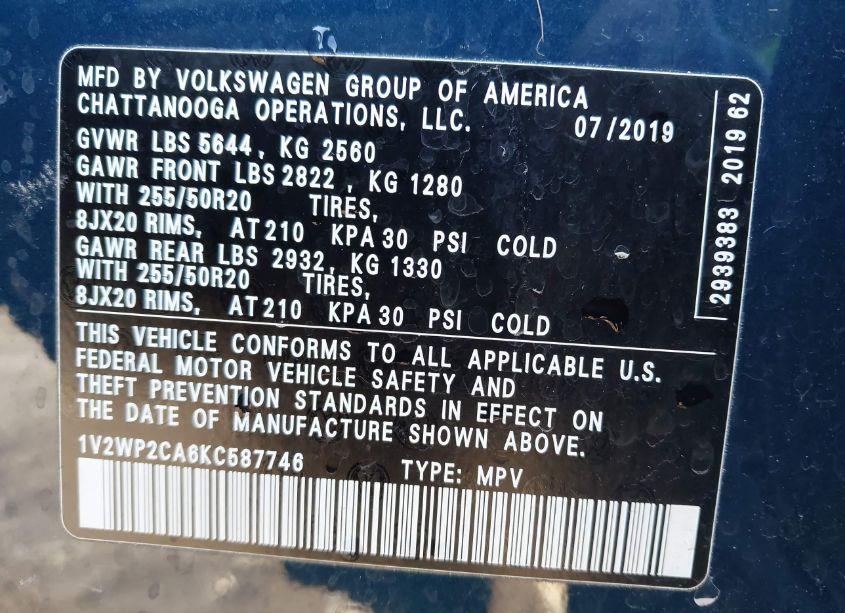 MFD BY VOLKSWAGEN GROUP OF AMERICA
CHATTANOOGA OPERATIONS, LLC. 07/2019
GVWR LBS 5644, KG 2560
GAWR FRONT LBS 2822 , KG 1280
WITH 255/50R20 TIRES,
8JX20 RIMS, AT 210 KPA 30 PSI COLD
GAWR REAR LBS 2932, KG 1330
WITH 255/50R20 TIRES,
8JX20 RIMS, AT 210 KPA 30 PSI COLD
THIS VEHICLE CONFORMS TO ALL APPLICABLE U.S.
FEDERAL MOTOR VEHICLE SAFETY AND
THEFT PREVENTION STANDARDS IN EFFECT ON
THE DATE OF MANUFACTURE SHOWN ABOVE.
1V2WP2CA6KC587746 TYPE: MPV
2939383 2019 62